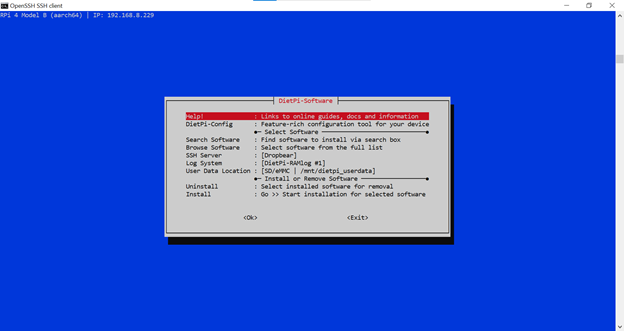 OpenSSH SSH client
RPi 4 Model B (aarch64) | IP: 192.168.8.229
DietPi-Software
Help! : Links to online guides, docs and information
DietPi-Config : Feature-rich configuration tool for your device
●─ Select Software ─●
Search Software : Find software to install via search box
Browse Software : Select software from the full list
SSH Server : [Dropbear]
Log System : [DietPi-RAMlog #1]
User Data Location : [SD/eMMC | /mnt/dietpi_userdata]
●─ Install or Remove Software ─●
Uninstall : Select installed software for removal
Install : Go >> Start installation for selected software
<Ok> <Exit>